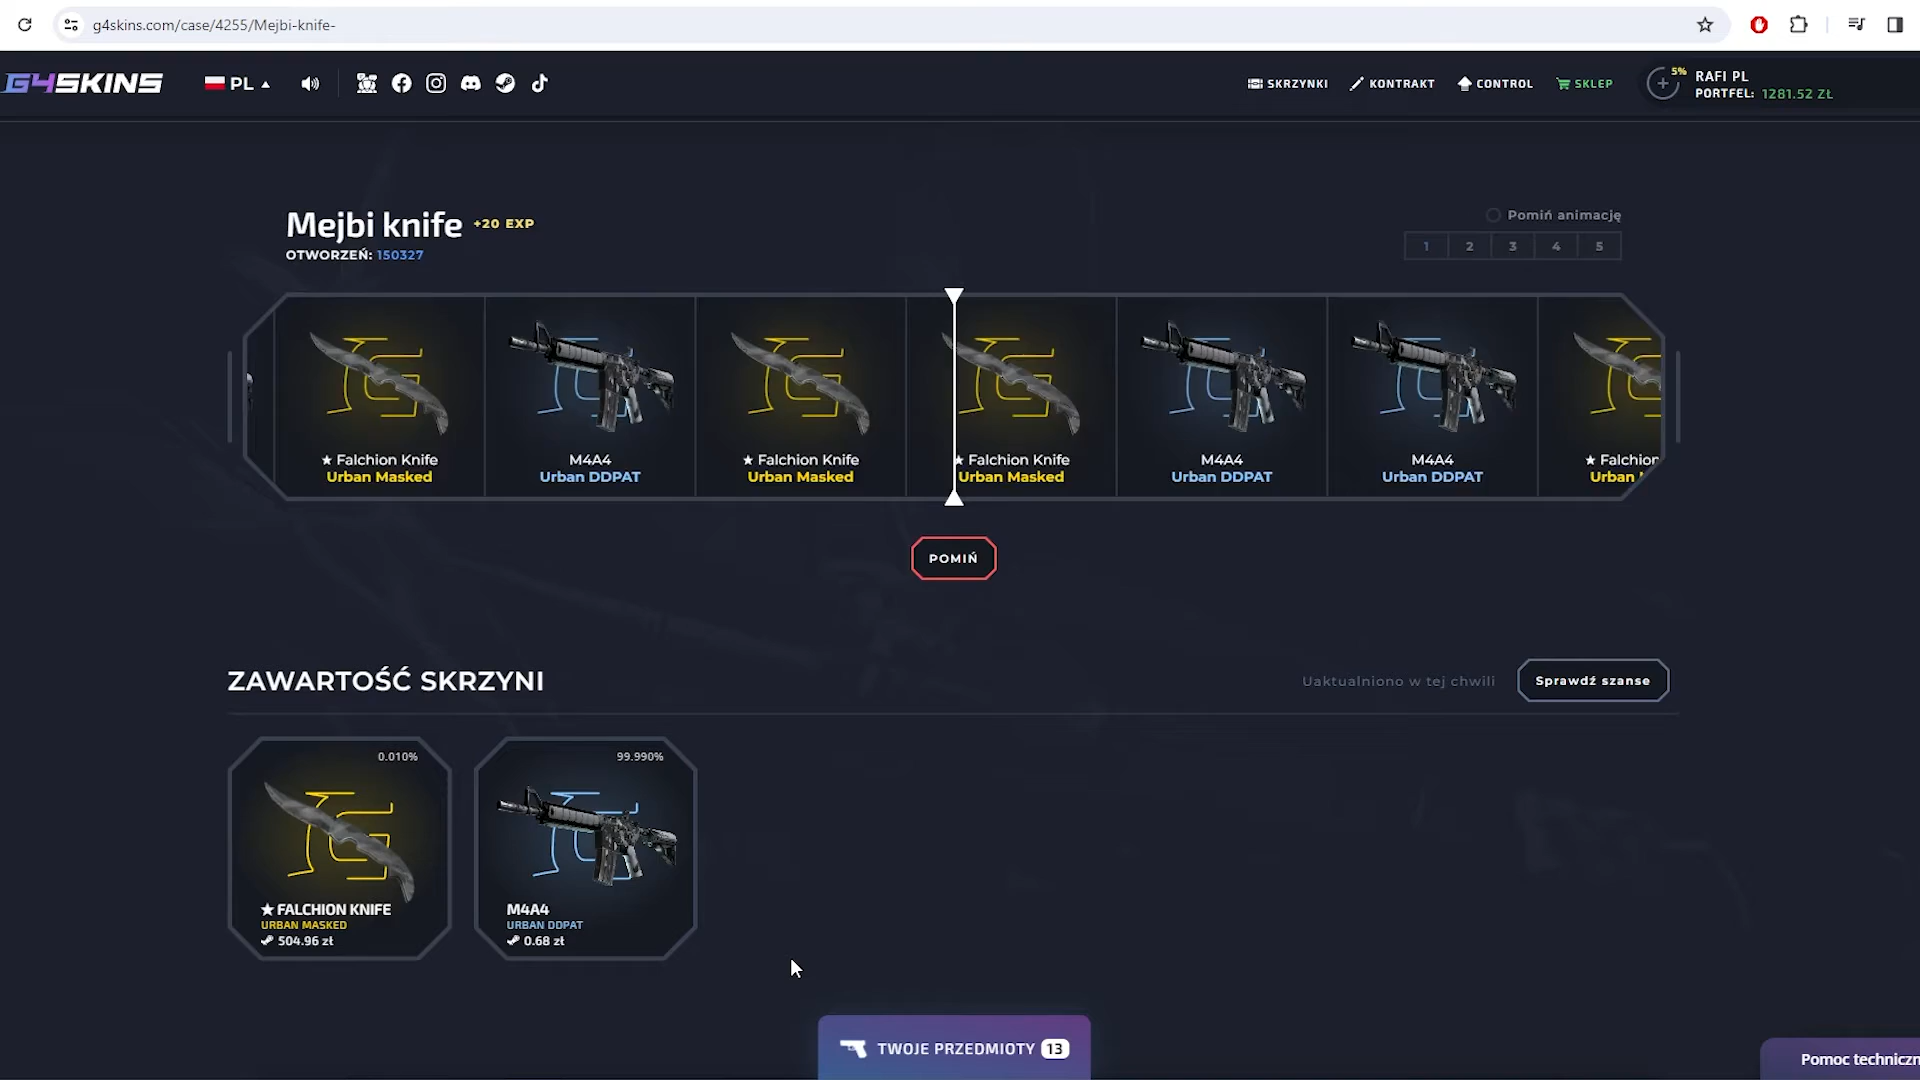 g4skins.com/case/4255/Mejbi-knife-
G4SKINS
PL
SKRZYNKI
KONTRAKT
CONTROL
SKLEP
5%
RAFI PL
PORTFEL: 1281.52 ZŁ
Mejbi knife +20 EXP
OTWORZEŃ: 150327
Pomiń animację
1 2 3 4 5
★ Falchion Knife
Urban Masked
M4A4
Urban DDPAT
★ Falchion Knife
Urban Masked
★ Falchion Knife
Urban Masked
M4A4
Urban DDPAT
M4A4
Urban DDPAT
★ Falchion
Urban
POMIŃ
ZAWARTOŚĆ SKRZYNI
Uaktualniono w tej chwili
Sprawdź szanse
0.010%
★ FALCHION KNIFE
URBAN MASKED
504.96 zł
99.990%
M4A4
URBAN DDPAT
0.68 zł
TWOJE PRZEDMIOTY 13
Pomoc techniczn